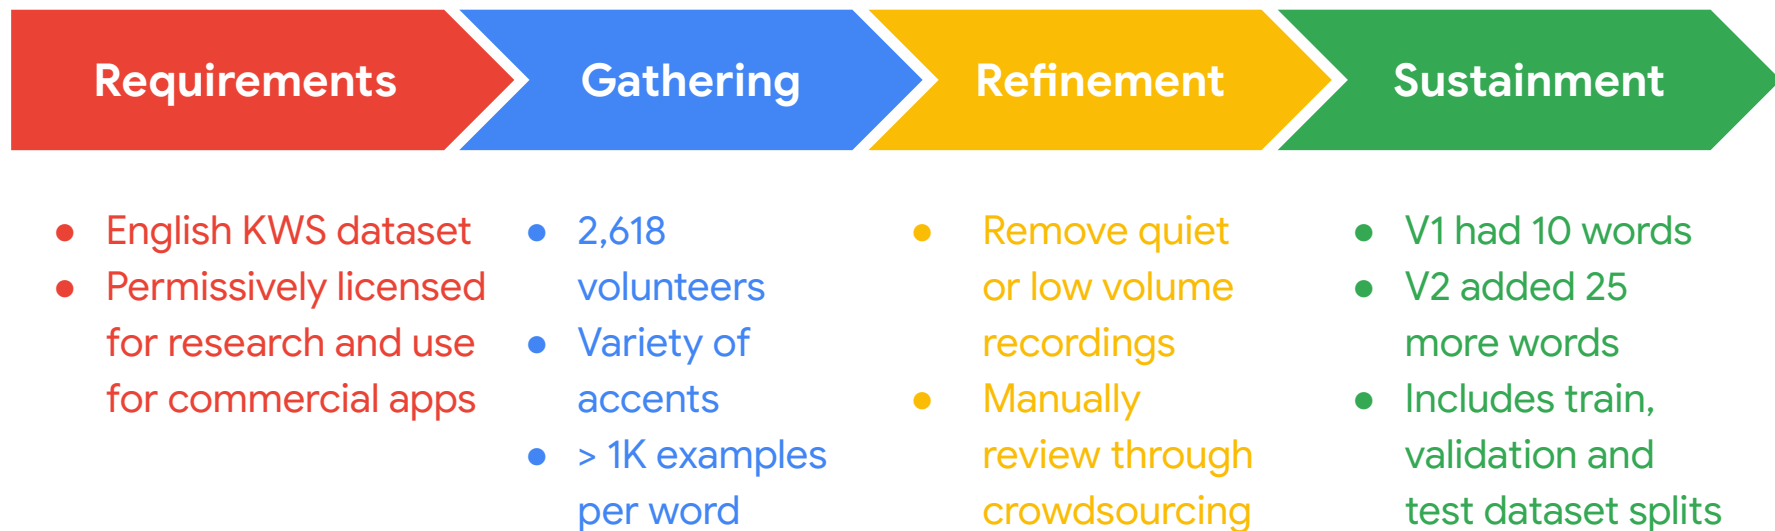 Requirements
Gathering
Refinement
Sustainment
● English KWS dataset
● Permissively licensed
for research and use
for commercial apps
● 2,618
volunteers
● Variety of
accents
● > 1K examples
per word
● Remove quiet
or low volume
recordings
● Manually
review through
crowdsourcing
● V1 had 10 words
● V2 added 25
more words
● Includes train,
validation and
test dataset splits